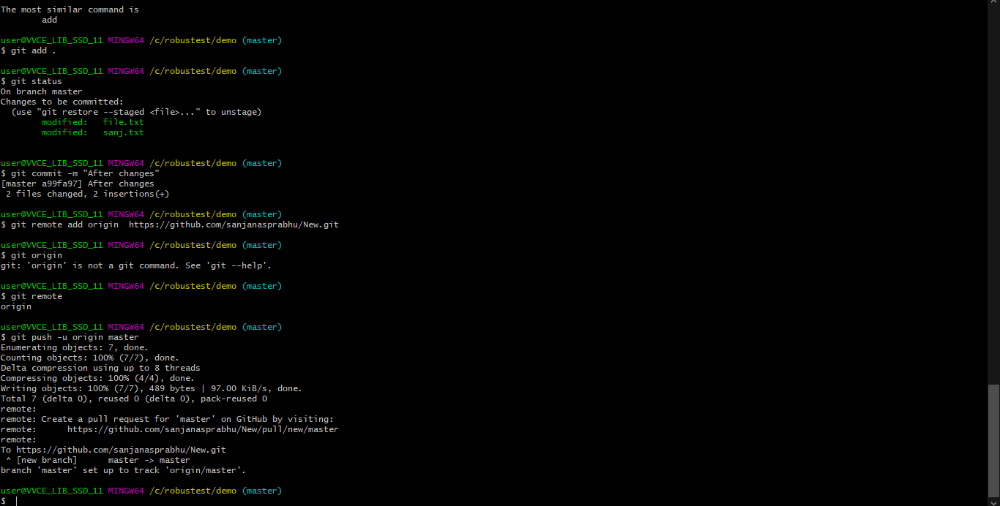 The most similar command is
        add

user@VVCE_LIB_SSD_11 MINGW64 /c/robustest/demo (master)
$ git add .

user@VVCE_LIB_SSD_11 MINGW64 /c/robustest/demo (master)
$ git status
On branch master
Changes to be committed:
  (use "git restore --staged <file>..." to unstage)
        modified:   file.txt
        modified:   sanj.txt

user@VVCE_LIB_SSD_11 MINGW64 /c/robustest/demo (master)
$ git commit -m "After changes"
[master a99fa97] After changes
 2 files changed, 2 insertions(+)

user@VVCE_LIB_SSD_11 MINGW64 /c/robustest/demo (master)
$ git remote add origin  https://github.com/sanjanasprabhu/New.git

user@VVCE_LIB_SSD_11 MINGW64 /c/robustest/demo (master)
$ git origin
git: 'origin' is not a git command. See 'git --help'.

user@VVCE_LIB_SSD_11 MINGW64 /c/robustest/demo (master)
$ git remote
origin

user@VVCE_LIB_SSD_11 MINGW64 /c/robustest/demo (master)
$ git push -u origin master
Enumerating objects: 7, done.
Counting objects: 100% (7/7), done.
Delta compression using up to 8 threads
Compressing objects: 100% (4/4), done.
Writing objects: 100% (7/7), 489 bytes | 97.00 KiB/s, done.
Total 7 (delta 0), reused 0 (delta 0), pack-reused 0
remote:
remote: Create a pull request for 'master' on GitHub by visiting:
remote:      https://github.com/sanjanasprabhu/New/pull/new/master
remote:
To https://github.com/sanjanasprabhu/New.git
 * [new branch]      master -> master
branch 'master' set up to track 'origin/master'.

user@VVCE_LIB_SSD_11 MINGW64 /c/robustest/demo (master)
$